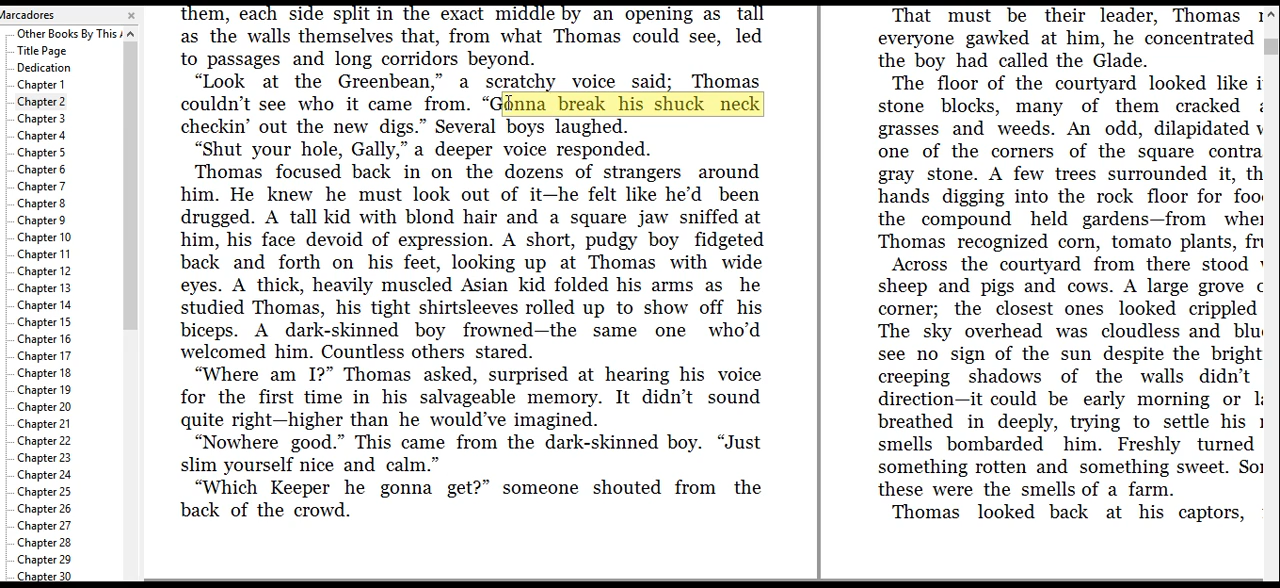 Marcadores
Other Books By This A
Title Page
Dedication
Chapter 1
Chapter 2
Chapter 3
Chapter 4
Chapter 5
Chapter 6
Chapter 7
Chapter 8
Chapter 9
Chapter 10
Chapter 11
Chapter 12
Chapter 13
Chapter 14
Chapter 15
Chapter 16
Chapter 17
Chapter 18
Chapter 19
Chapter 20
Chapter 21
Chapter 22
Chapter 23
Chapter 24
Chapter 25
Chapter 26
Chapter 27
Chapter 28
Chapter 29
Chapter 30
them, each side split in the exact middle by an opening as tall
as the walls themselves that, from what Thomas could see, led
to passages and long corridors beyond.
“Look at the Greenbean,” a scratchy voice said; Thomas
couldn’t see who it came from. “Gonna break his shuck neck
checkin’ out the new digs.” Several boys laughed.
“Shut your hole, Gally,” a deeper voice responded.
Thomas focused back in on the dozens of strangers around
him. He knew he must look out of it—he felt like he’d been
drugged. A tall kid with blond hair and a square jaw sniffed at
him, his face devoid of expression. A short, pudgy boy fidgeted
back and forth on his feet, looking up at Thomas with wide
eyes. A thick, heavily muscled Asian kid folded his arms as he
studied Thomas, his tight shirtsleeves rolled up to show off his
biceps. A dark-skinned boy frowned—the same one who’d
welcomed him. Countless others stared.
“Where am I?” Thomas asked, surprised at hearing his voice
for the first time in his salvageable memory. It didn’t sound
quite right—higher than he would’ve imagined.
“Nowhere good.” This came from the dark-skinned boy. “Just
slim yourself nice and calm.”
“Which Keeper he gonna get?” someone shouted from the
back of the crowd.
That must be their leader, Thomas
everyone gawked at him, he concentrated
the boy had called the Glade.
The floor of the courtyard looked like
stone blocks, many of them cracked
grasses and weeds. An odd, dilapidated
one of the corners of the square
gray stone. A few trees surrounded it,
hands digging into the rock floor for
the compound held gardens—from
Thomas recognized corn, tomato plants,
Across the courtyard from there stood
sheep and pigs and cows. A large grove
corner; the closest ones looked crippled
The sky overhead was cloudless and
see no sign of the sun despite the
creeping shadows of the walls didn’t
direction—it could be early morning or
breathed in deeply, trying to settle his
smells bombarded him. Freshly turned
something rotten and something sweet.
these were the smells of a farm.
Thomas looked back at his captors,